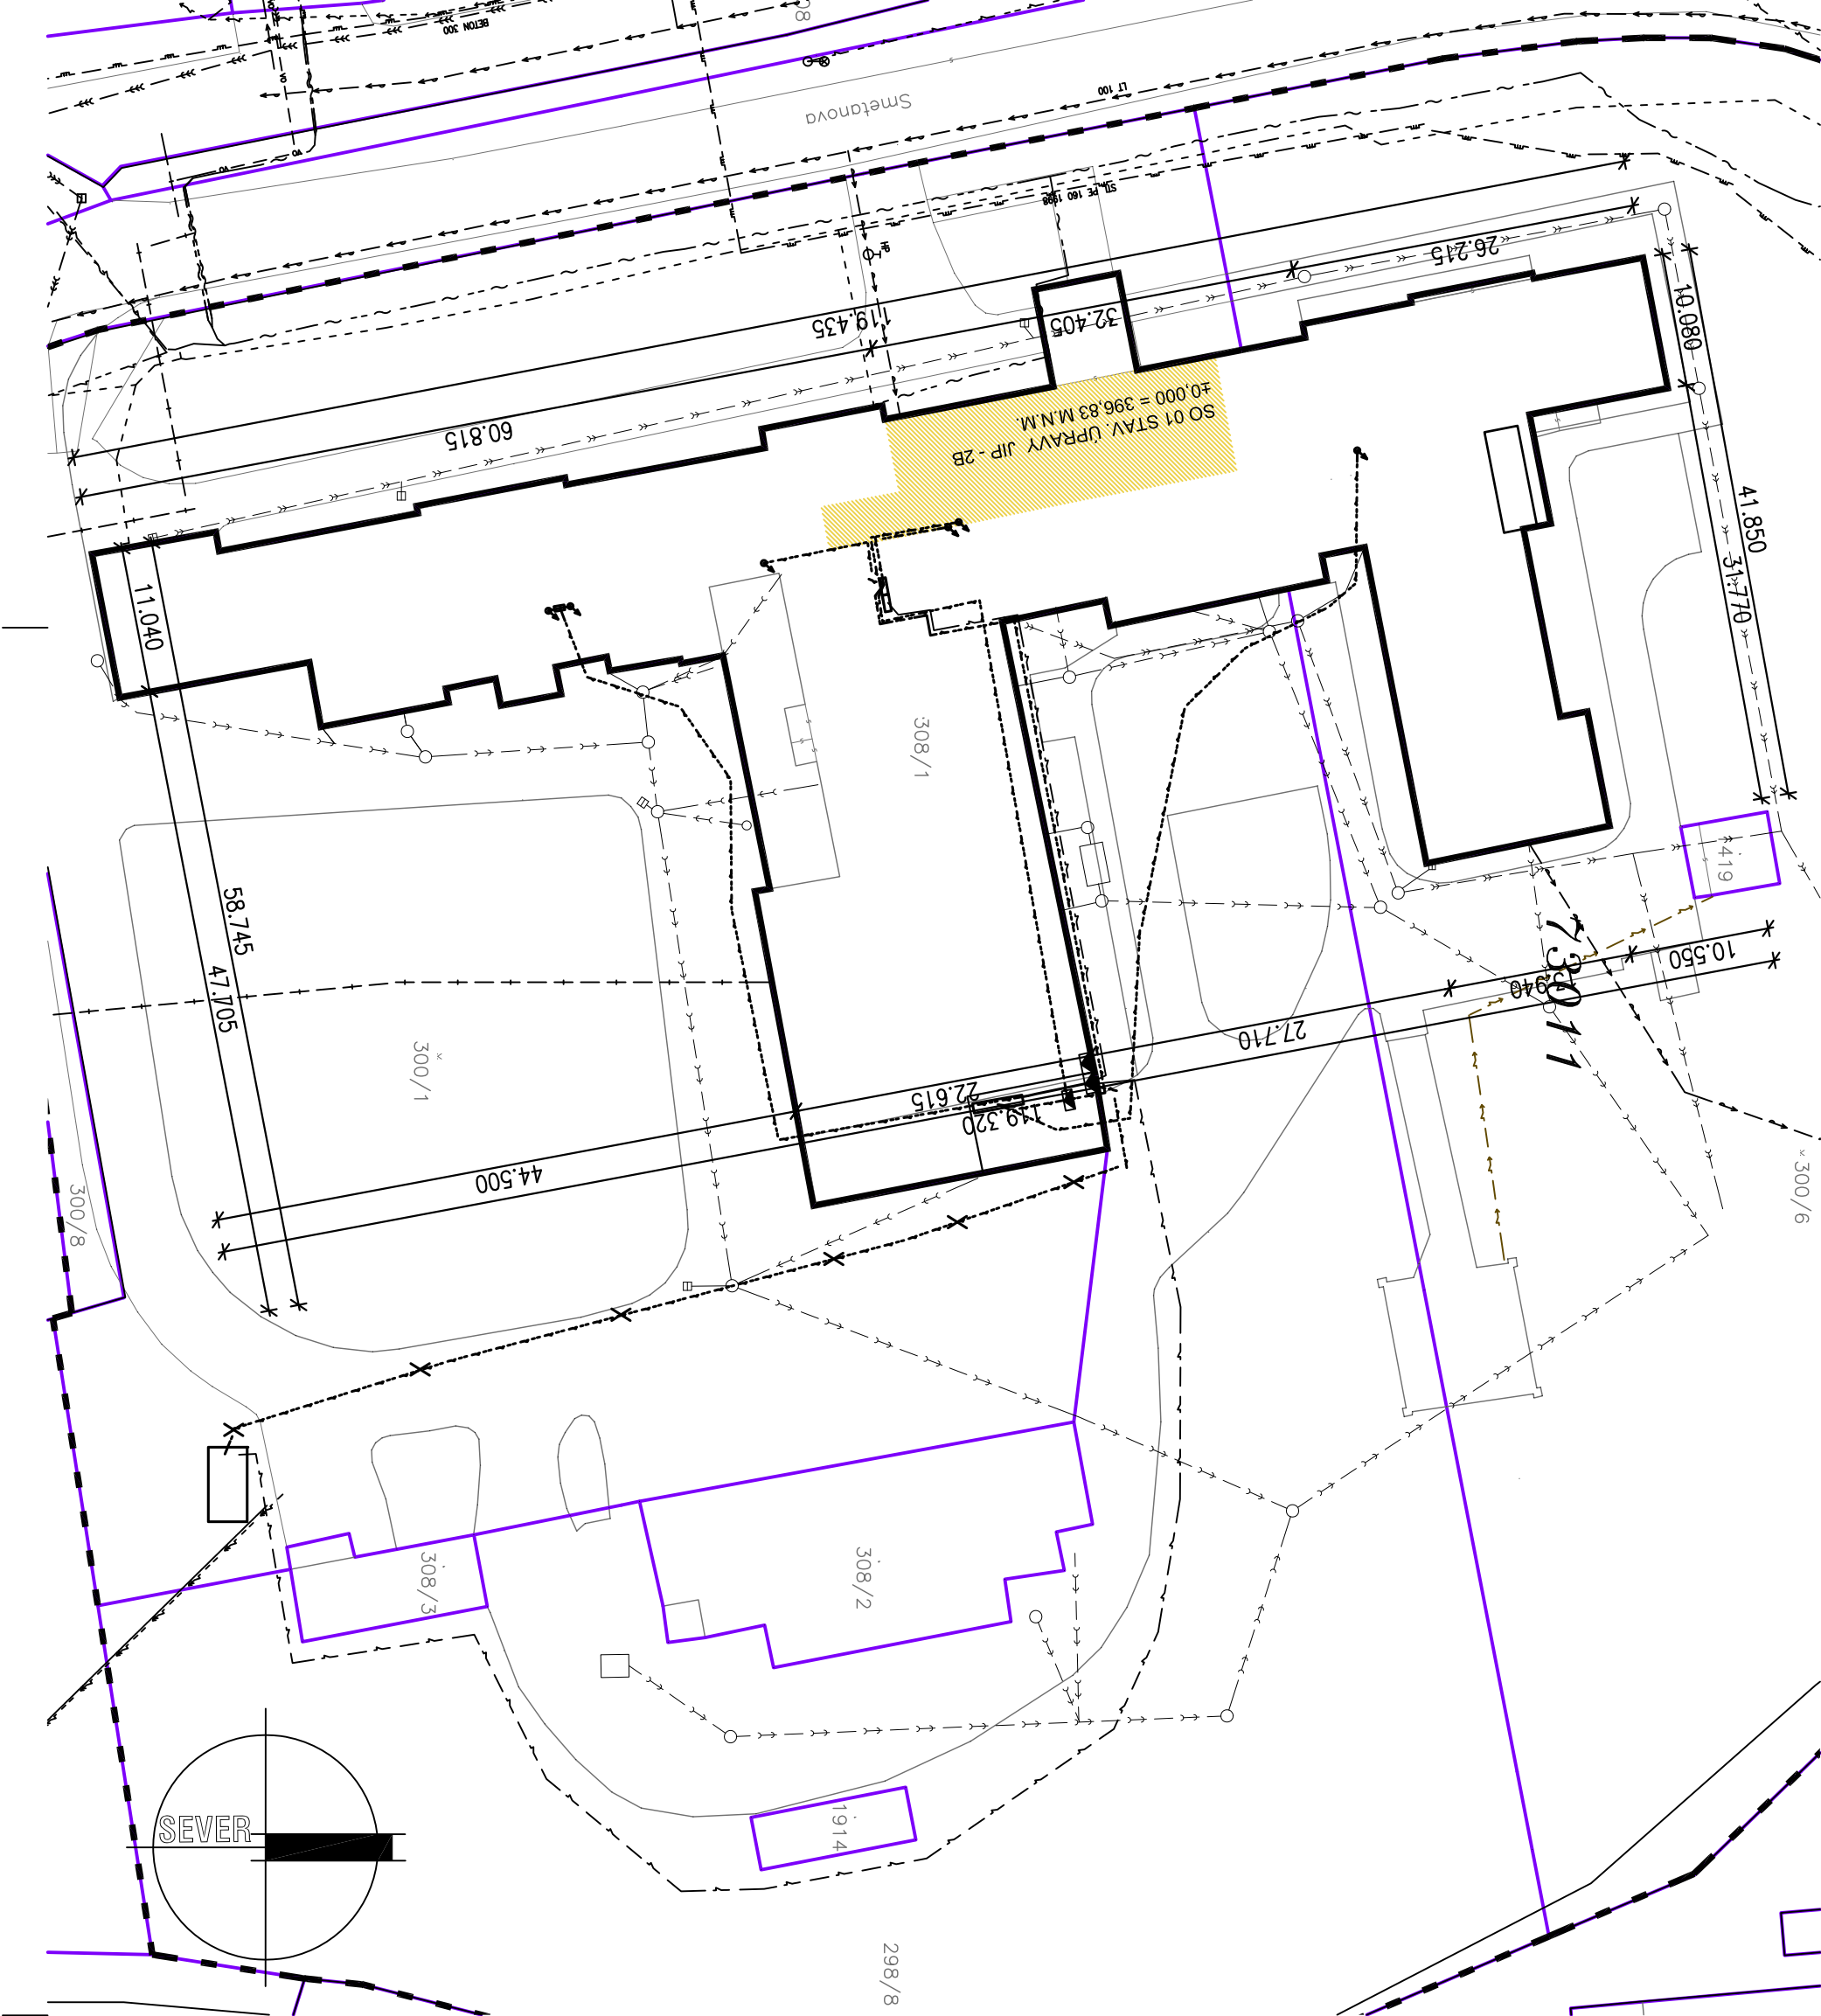 BETON 300
Smetanova
LT 100
STL PE 160 1998
VO
VO
26.215
10.080
119.435
32.405
60.815
SO 01 STAV. ÚPRAVY JIP - 2B
±0,000 = 396,83 M.N.M.
41.850
31.770
11.040
308/1
419
58.745
47.705
73011
10.550
27.710
300/1
22.615
119.320
44.500
300/8
300/6
308/3
308/2
1914
SEVER
298/8